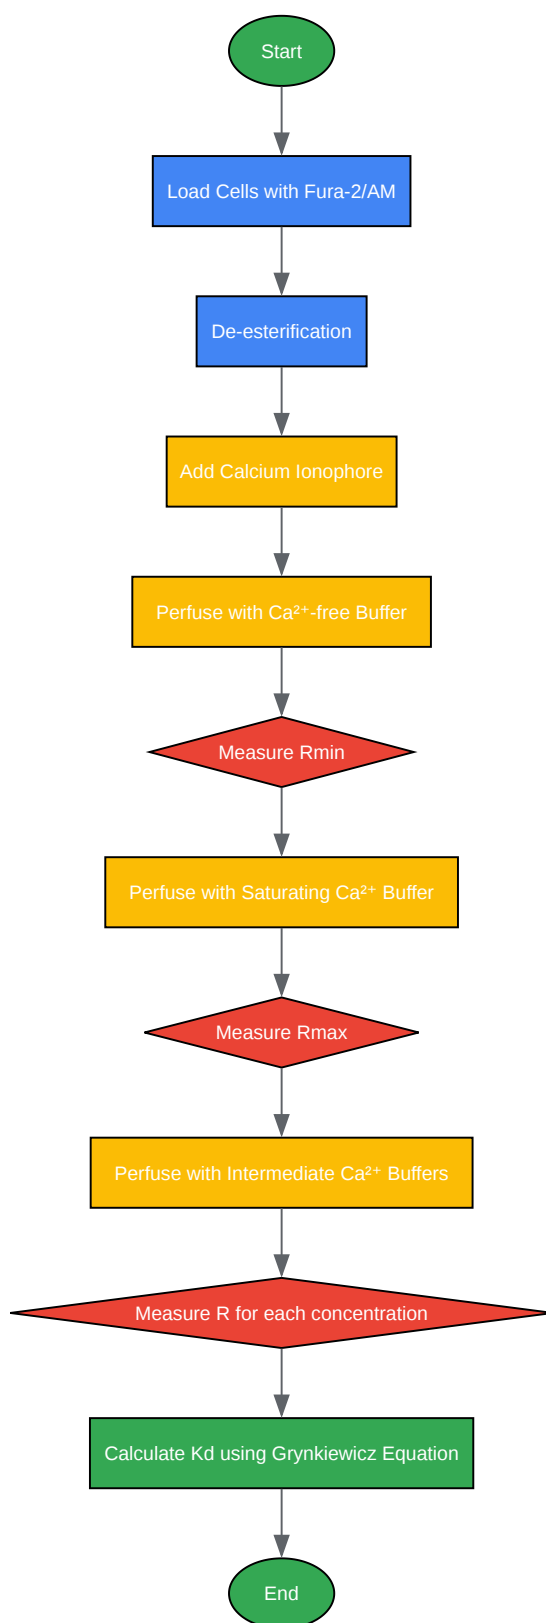 Start
Load Cells with Fura-2/AM
De-esterification
Add Calcium Ionophore
Perfuse with Ca²⁺-free Buffer
Measure Rmin
Perfuse with Saturating Ca²⁺ Buffer
Measure Rmax
Perfuse with Intermediate Ca²⁺ Buffers
Measure R for each concentration
Calculate Kd using Grynkiewicz Equation
End